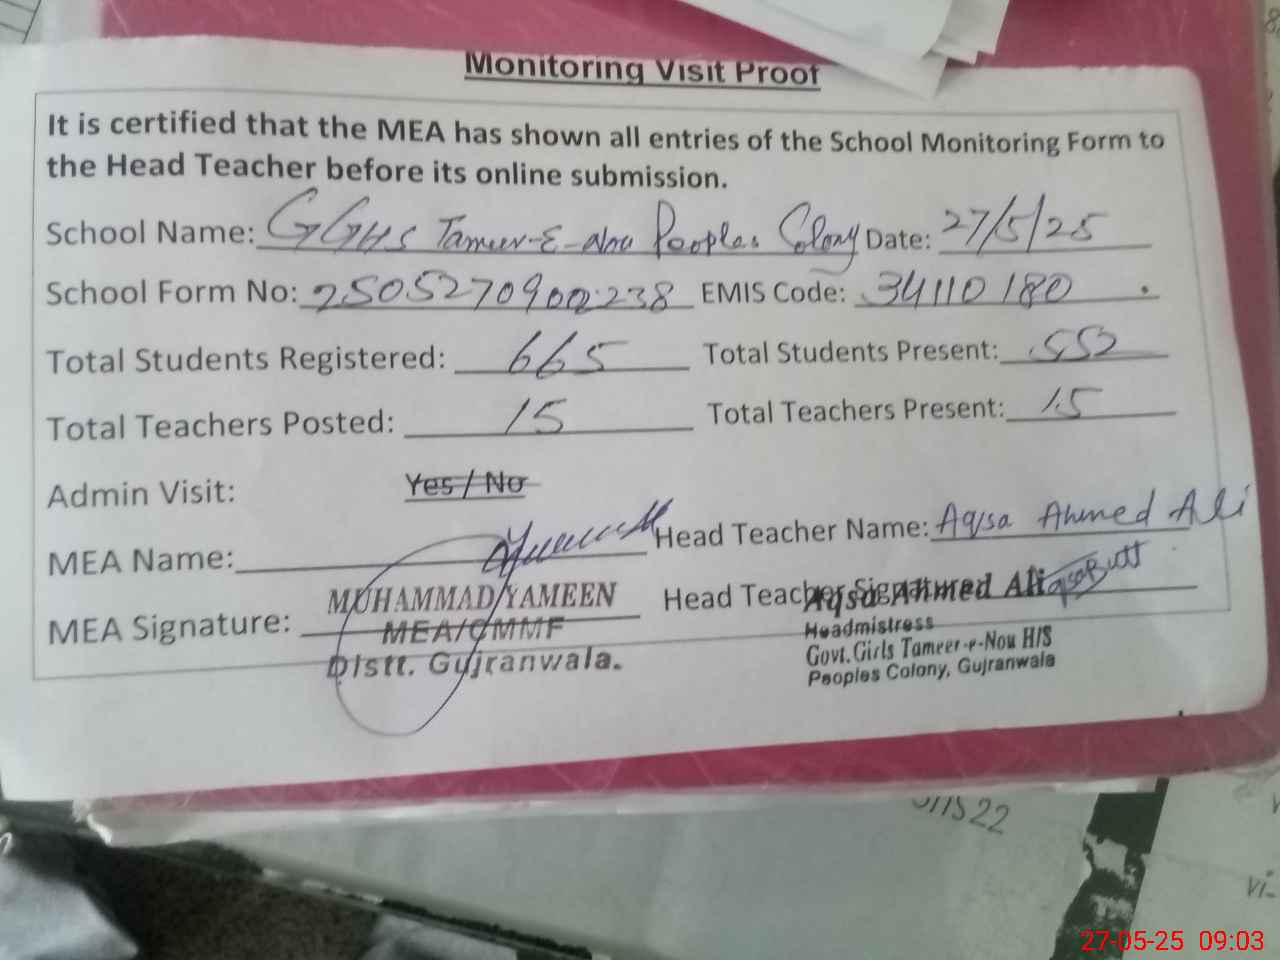 Monitoring Visit Proof
It is certified that the MEA has shown all entries of the School Monitoring Form to
the Head Teacher before its online submission.
School Name: GGHS Tameer-E-Nou Peoples Colony Date: 27/5/25
School Form No: 2505270900238 EMIS Code: 34110180
Total Students Registered: 665 Total Students Present: 552
Total Teachers Posted: 15 Total Teachers Present: 15
Admin Visit: Yes / No
MEA Name: Head Teacher Name: Aqsa Ahmed Ali
MEA Signature: Head Teacher Signature:
MUHAMMAD YAMEEN
MEA/CMMF
Distt. Gujranwala.
Aqsa Ahmed Ali
Headmistress
Govt. Girls Tameer-e-Nou H/S
Peoples Colony, Gujranwala
27-05-25 09:03